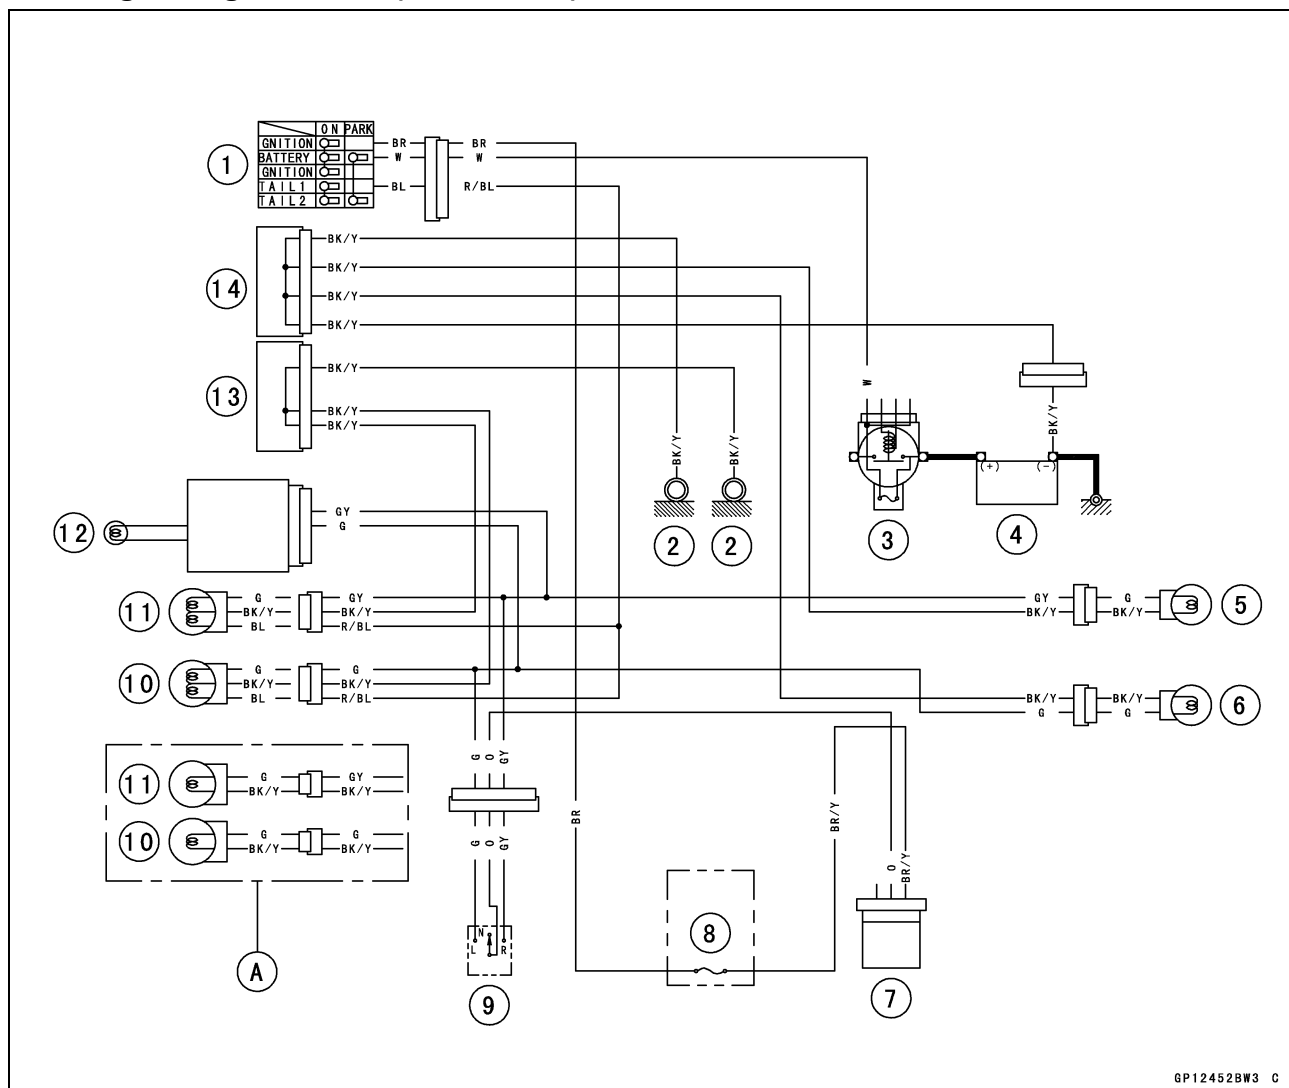 ON PARK
GNITION BR BR
BATTERY W W
GNITION
TAIL1 BL R/BL
TAIL2
1
BK/Y
BK/Y
14
BK/Y
BK/Y
BK/Y
13
BK/Y
BK/Y
W
BK/Y
BK/Y
BK/Y
(+) (-)
12
GY
G
2 2 3 4
11
G GY GY G
BK/Y BK/Y BK/Y BK/Y
BL R/BL
5
10
G G
BK/Y BK/Y BK/Y BK/Y
BL R/BL G G
6
G O GY
11
G GY
BK/Y BK/Y
10
G G
BK/Y BK/Y
BR
BR/Y
G O GY
O BR/Y
A
L N R
8
9
7
GP12452BW3 C